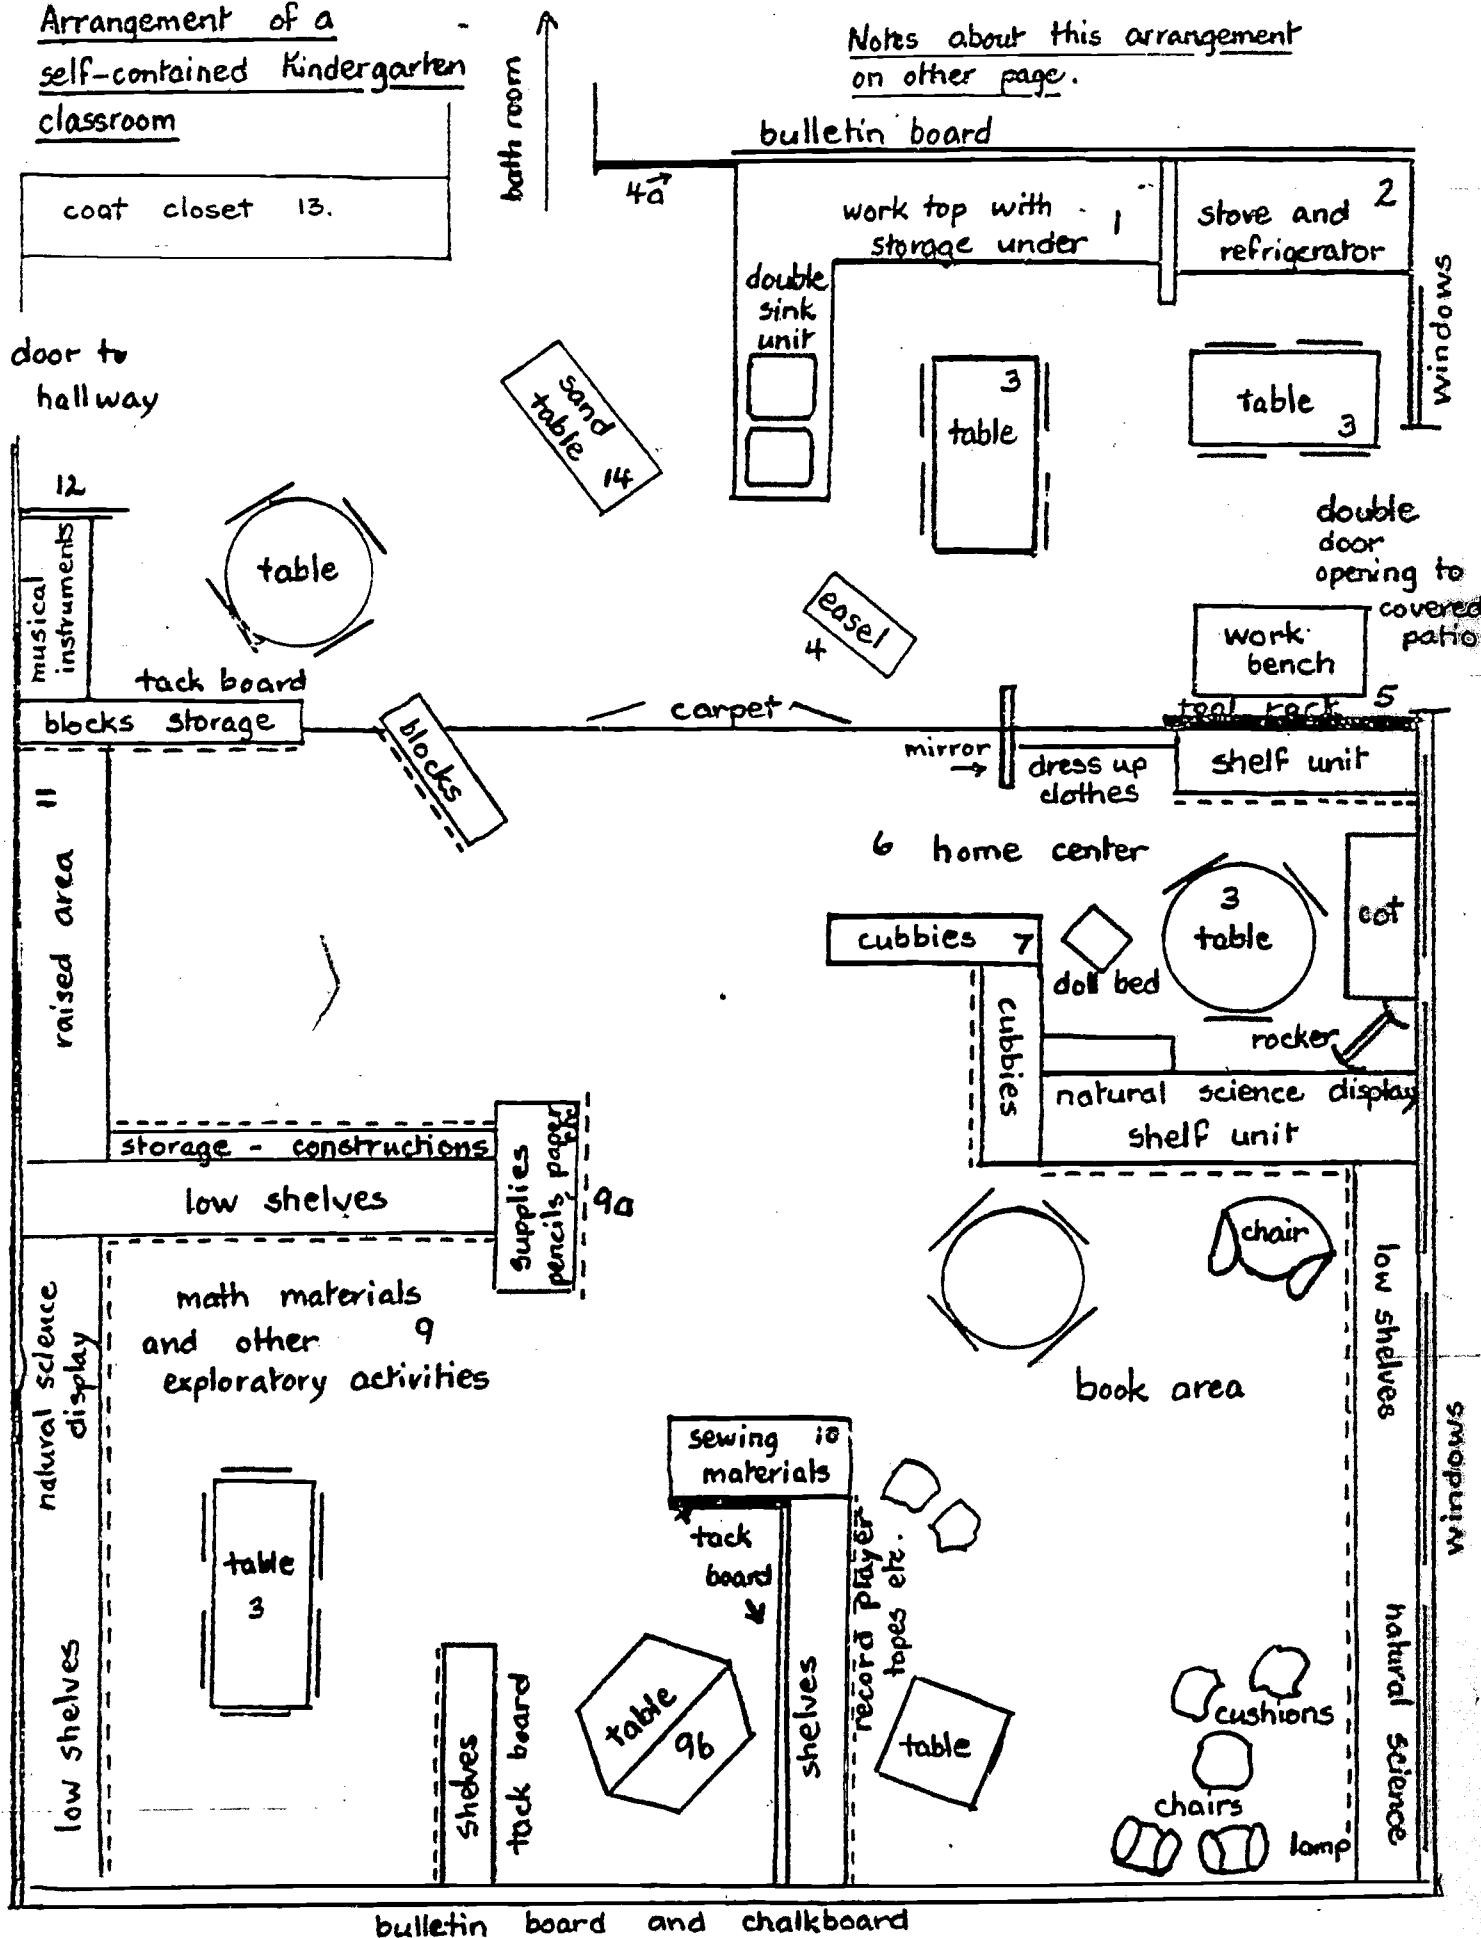 Arrangement of a
self-contained Kindergarten
classroom
Notes about this arrangement
on other page.
bath room
bulletin board
4a
coat closet 13.
work top with
storage under
1
stove and
refrigerator
2
double
sink
unit
windows
door to
hallway
sand
table
14
3
table
table
3
12
musical
instruments
table
double
door
opening to
covered
patio
easel
4
work
bench
tack board
tool rack
5
blocks storage
blocks
carpet
mirror
dress up
clothes
shelf unit
11
raised area
6 home center
cubbies 7
3
table
cot
doll bed
cubbies
rocker
natural science display
shelf unit
storage - constructions
low shelves
supplies
pencils, paper
etc
9a
chair
low shelves
natural science
display
math materials
and other 9
exploratory activities
book area
windows
sewing 10
materials
tack
board
record player
tapes etc.
table
3
low shelves
shelves
tack board
table
9b
shelves
table
cushions
chairs
lamp
natural science
bulletin board and chalkboard